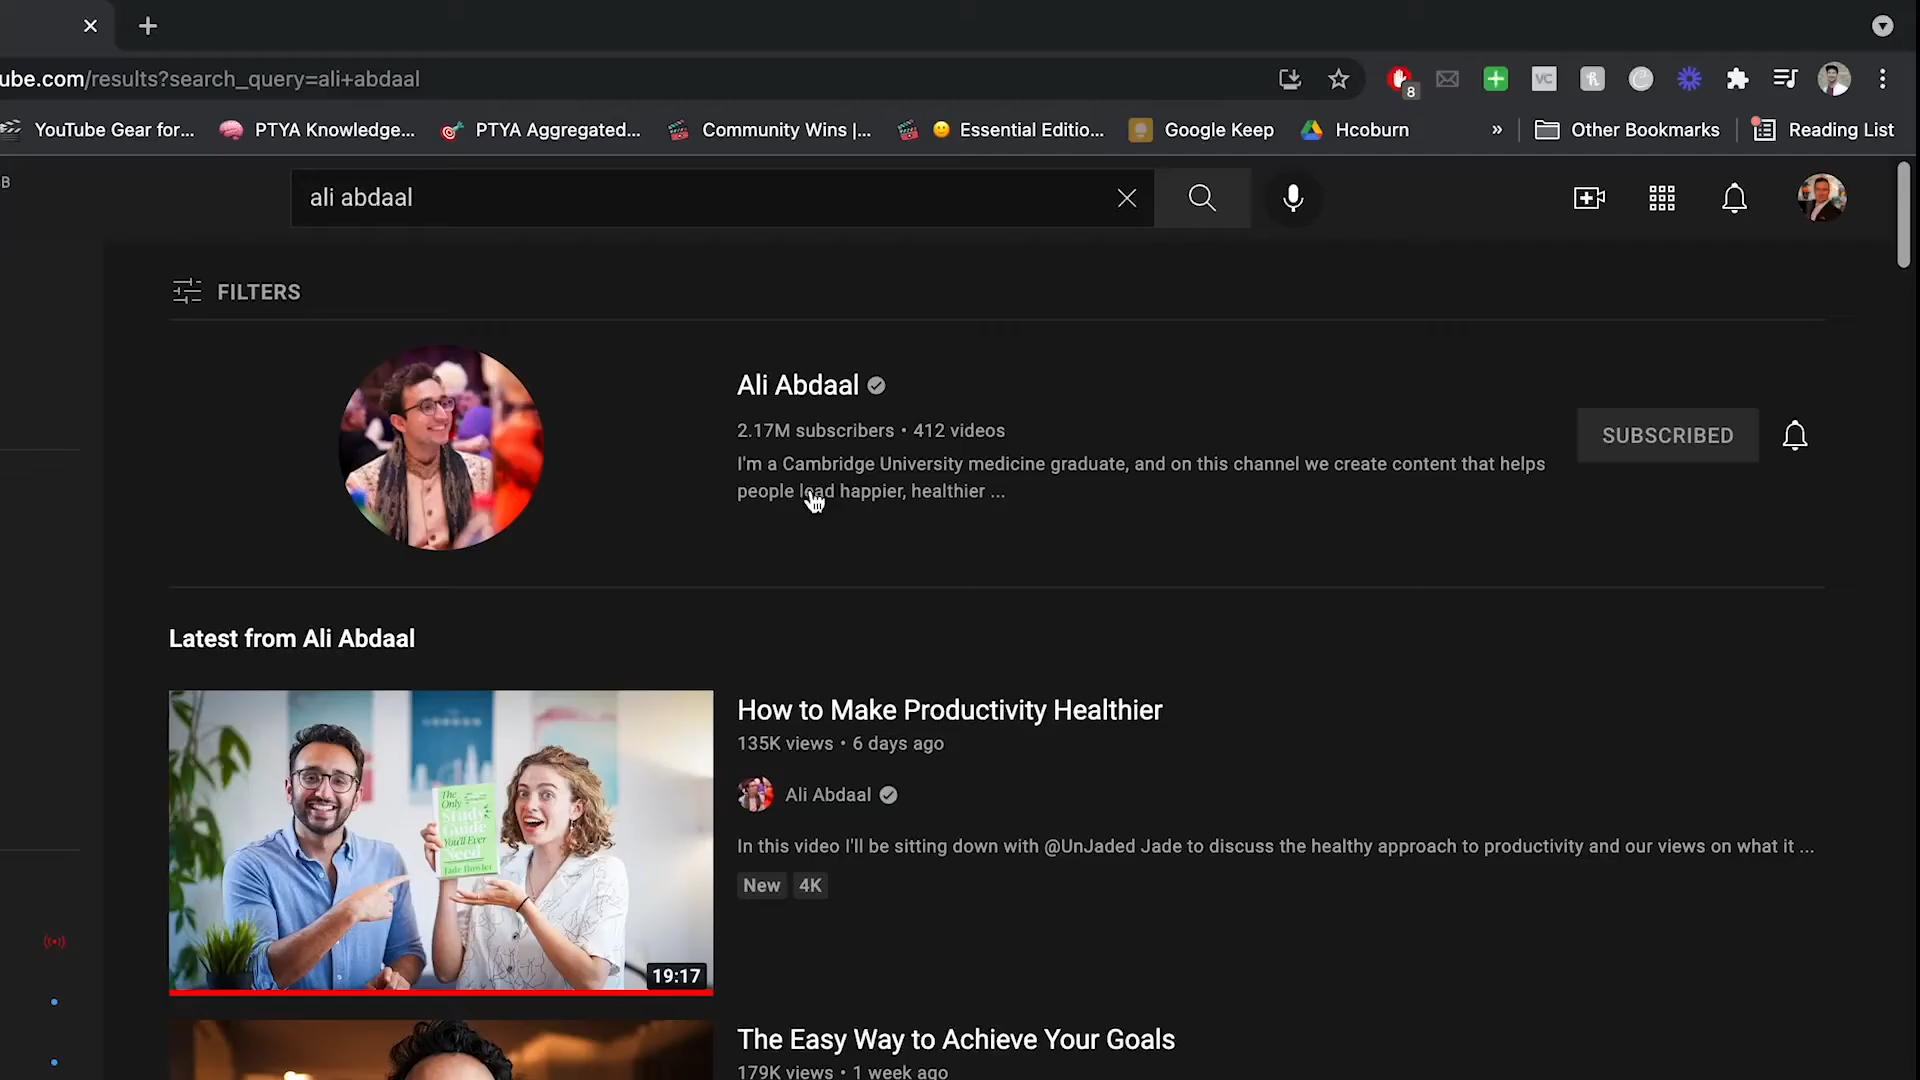 ube.com/results?search_query=ali+abdaal
8
VC
YouTube Gear for...
PTYA Knowledge...
PTYA Aggregated...
Community Wins |...
Essential Editio...
Google Keep
Hcoburn
»
Other Bookmarks
Reading List
B
ali abdaal
FILTERS
Ali Abdaal
2.17M subscribers • 412 videos
I'm a Cambridge University medicine graduate, and on this channel we create content that helps
people lead happier, healthier ...
SUBSCRIBED
Latest from Ali Abdaal
The
Only
Study
Guide
You'll Ever
Need
Jade Bowler
19:17
How to Make Productivity Healthier
135K views • 6 days ago
Ali Abdaal
In this video I'll be sitting down with @UnJaded Jade to discuss the healthy approach to productivity and our views on what it ...
New
4K
The Easy Way to Achieve Your Goals
179K views • 1 week ago